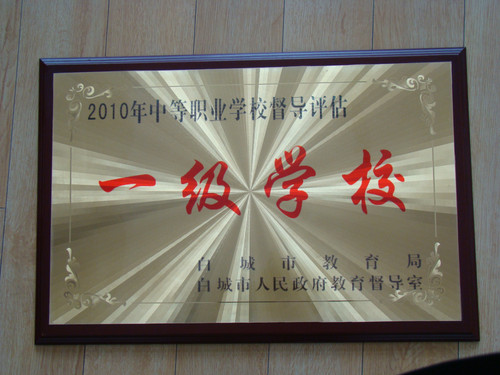 2010年中等职业学校督导评估
一级学校
白城市教育局
白城市人民政府教育督导室